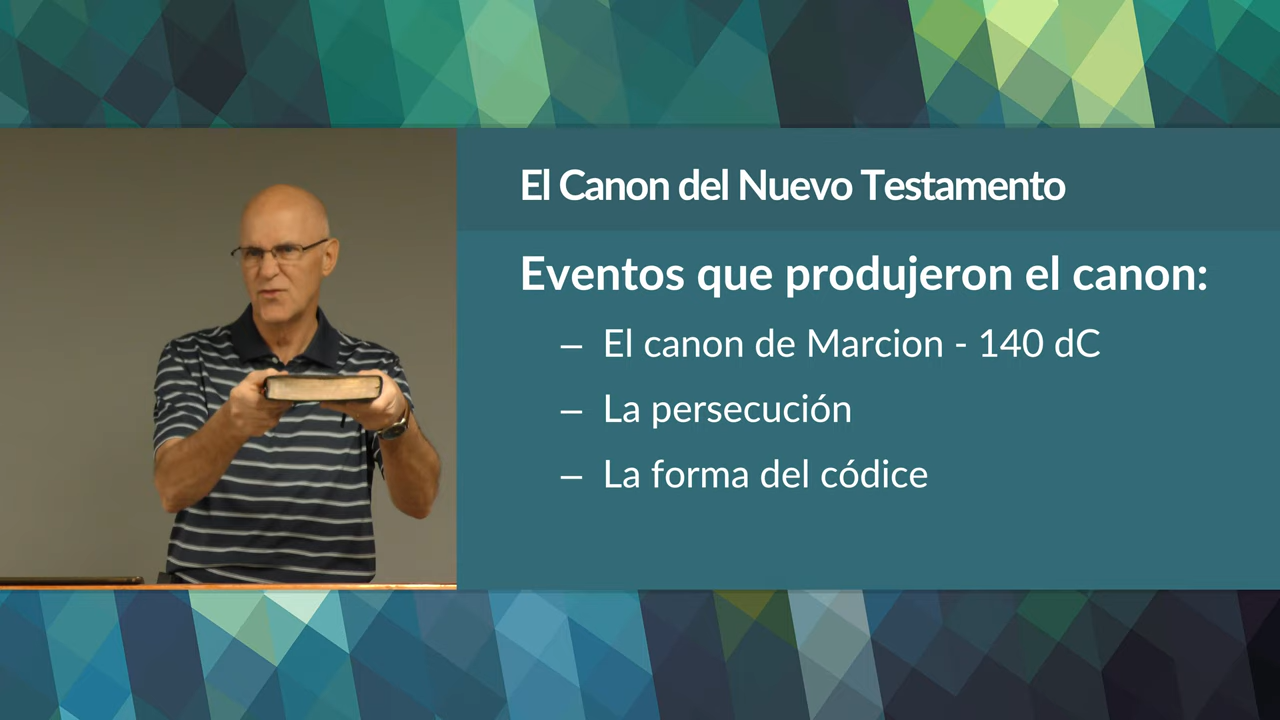 El Canon del Nuevo Testamento
Eventos que produjeron el canon:
– El canon de Marcion - 140 dC
– La persecución
– La forma del códice